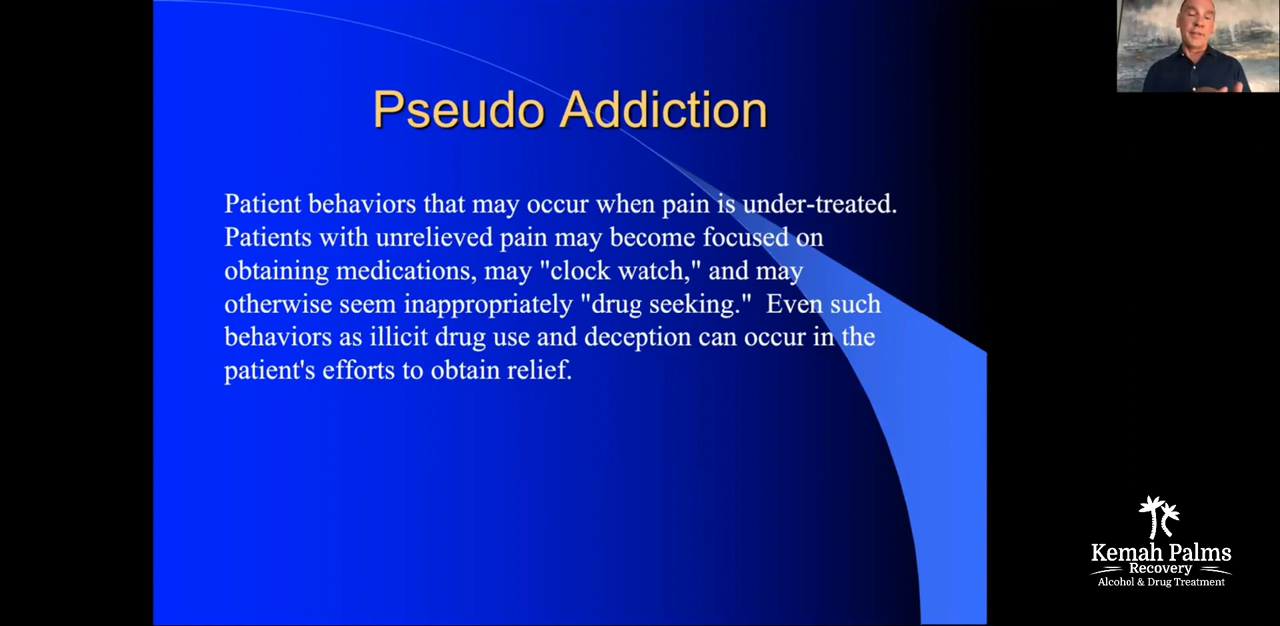 Pseudo Addiction
Patient behaviors that may occur when pain is under-treated.
Patients with unrelieved pain may become focused on
obtaining medications, may "clock watch," and may
otherwise seem inappropriately "drug seeking."  Even such
behaviors as illicit drug use and deception can occur in the
patient's efforts to obtain relief.
Kemah Palms
Recovery
Alcohol & Drug Treatment